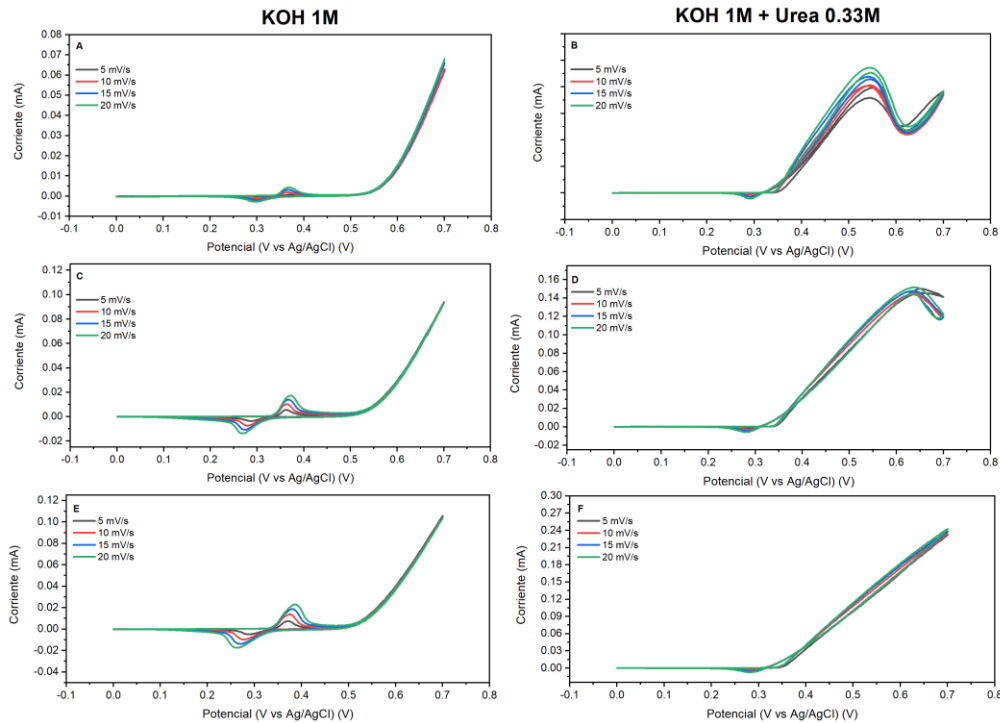 KOH 1M
KOH 1M + Urea 0.33M
A
5 mV/s
10 mV/s
15 mV/s
20 mV/s
0.08
0.07
0.06
0.05
0.04
0.03
0.02
0.01
0.00
-0.01
Corriente (mA)
-0.1 0.0 0.1 0.2 0.3 0.4 0.5 0.6 0.7 0.8
Potencial (V vs Ag/AgCl) (V)
B
5 mV/s
10 mV/s
15 mV/s
20 mV/s
Corriente (mA)
-0.1 0.0 0.1 0.2 0.3 0.4 0.5 0.6 0.7 0.8
Potencial (V vs Ag/AgCl) (V)
C
5 mV/s
10 mV/s
15 mV/s
20 mV/s
0.12
0.10
0.08
0.06
0.04
0.02
0.00
-0.02
Corriente (mA)
-0.1 0.0 0.1 0.2 0.3 0.4 0.5 0.6 0.7 0.8
Potencial (V vs Ag/AgCl) (V)
D
5 mV/s
10 mV/s
15 mV/s
20 mV/s
0.16
0.14
0.12
0.10
0.08
0.06
0.04
0.02
0.00
-0.02
Corriente (mA)
-0.1 0.0 0.1 0.2 0.3 0.4 0.5 0.6 0.7 0.8
Potencial (V vs Ag/AgCl) (V)
E
5 mV/s
10 mV/s
15 mV/s
20 mV/s
0.12
0.10
0.08
0.06
0.04
0.02
0.00
-0.02
-0.04
Corriente (mA)
-0.1 0.0 0.1 0.2 0.3 0.4 0.5 0.6 0.7 0.8
Potencial (V vs Ag/AgCl) (V)
F
5 mV/s
10 mV/s
15 mV/s
20 mV/s
0.30
0.27
0.24
0.21
0.18
0.15
0.12
0.09
0.06
0.03
0.00
Corriente (mA)
-0.1 0.0 0.1 0.2 0.3 0.4 0.5 0.6 0.7 0.8
Potencial (V vs Ag/AgCl) (V)